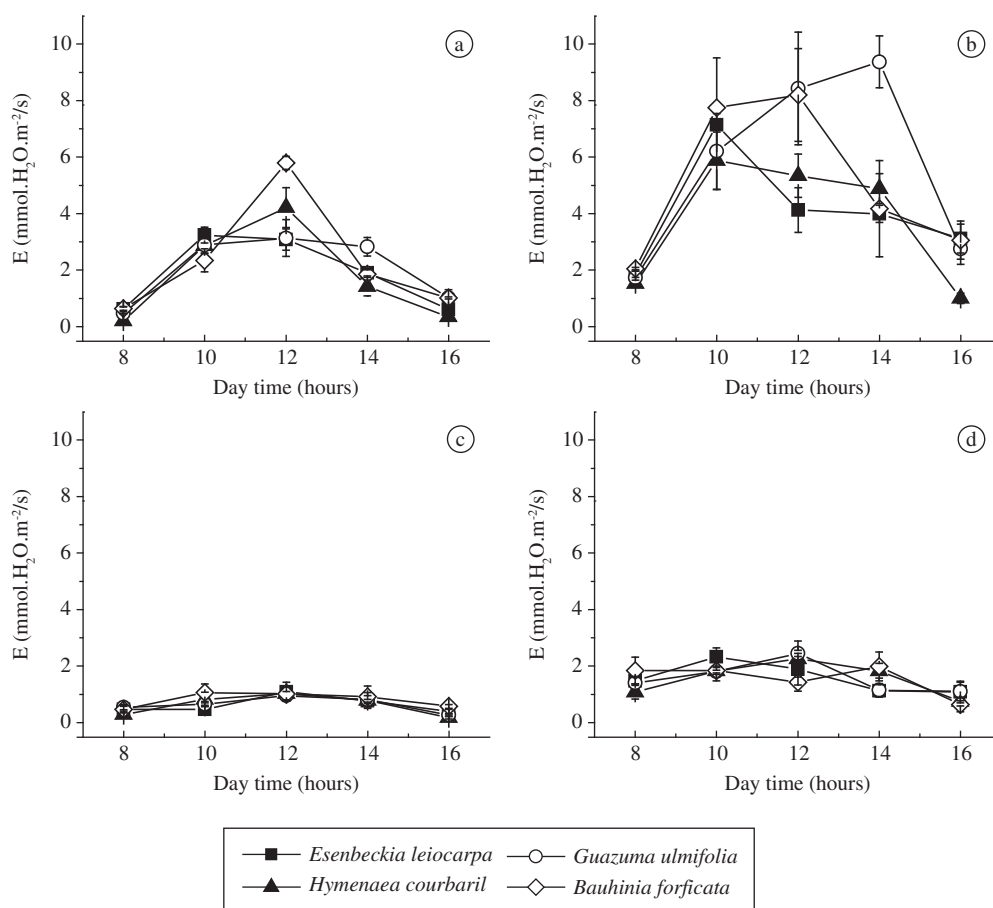 a
E (mmol.H₂O.m⁻²/s)
10
8
6
4
2
0
8 10 12 14 16
Day time (hours)
b
E (mmol.H₂O.m⁻²/s)
10
8
6
4
2
0
8 10 12 14 16
Day time (hours)
c
E (mmol.H₂O.m⁻²/s)
10
8
6
4
2
0
8 10 12 14 16
Day time (hours)
d
E (mmol.H₂O.m⁻²/s)
10
8
6
4
2
0
8 10 12 14 16
Day time (hours)
Esenbeckia leiocarpa
Guazuma ulmifolia
Hymenaea courbaril
Bauhinia forficata